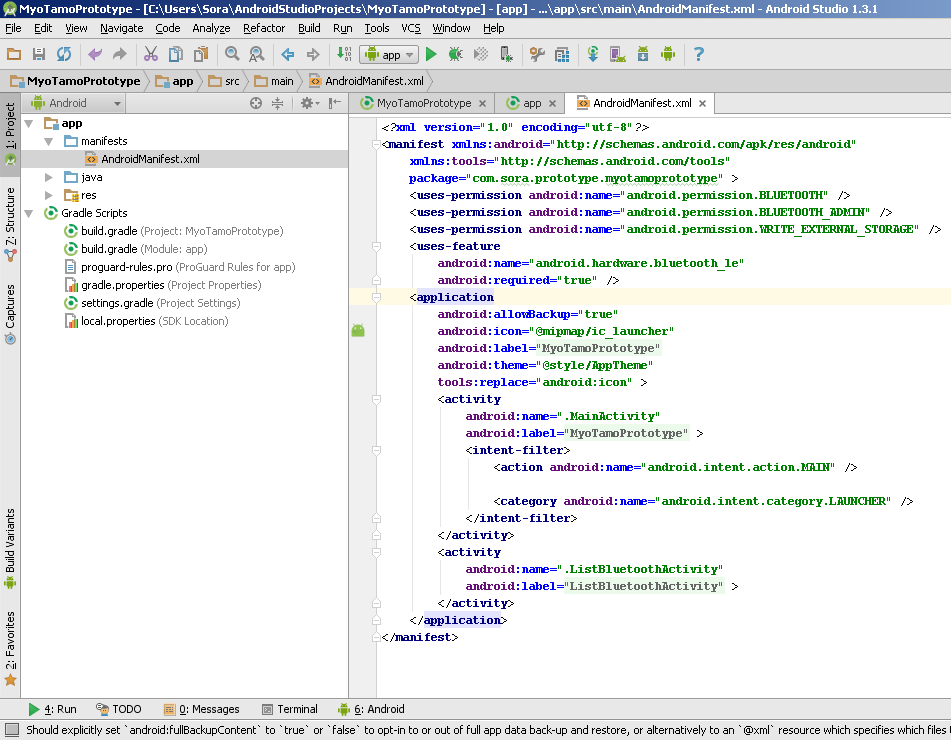 MyoTamoPrototype - [C:\Users\Sora\AndroidStudioProjects\MyoTamoPrototype] - [app] - ...\app\src\main\AndroidManifest.xml - Android Studio 1.3.1
File Edit View Navigate Code Analyze Refactor Build Run Tools VCS Window Help
app
MyoTamoPrototype app src main AndroidManifest.xml
Android
MyoTamoPrototype app AndroidManifest.xml
1: Project
Z: Structure
Captures
Build Variants
2: Favorites
app
manifests
AndroidManifest.xml
java
res
Gradle Scripts
build.gradle (Project: MyoTamoPrototype)
build.gradle (Module: app)
proguard-rules.pro (ProGuard Rules for app)
gradle.properties (Project Properties)
settings.gradle (Project Settings)
local.properties (SDK Location)
<?xml version="1.0" encoding="utf-8"?>
<manifest xmlns:android="http://schemas.android.com/apk/res/android"
xmlns:tools="http://schemas.android.com/tools"
package="com.sora.prototype.myotamoprototype" >
<uses-permission android:name="android.permission.BLUETOOTH" />
<uses-permission android:name="android.permission.BLUETOOTH_ADMIN" />
<uses-permission android:name="android.permission.WRITE_EXTERNAL_STORAGE" />
<uses-feature
android:name="android.hardware.bluetooth_le"
android:required="true" />
<application
android:allowBackup="true"
android:icon="@mipmap/ic_launcher"
android:label="MyoTamoPrototype"
android:theme="@style/AppTheme"
tools:replace="android:icon" >
<activity
android:name=".MainActivity"
android:label="MyoTamoPrototype" >
<intent-filter>
<action android:name="android.intent.action.MAIN" />
<category android:name="android.intent.category.LAUNCHER" />
</intent-filter>
</activity>
<activity
android:name=".ListBluetoothActivity"
android:label="ListBluetoothActivity" >
</activity>
</application>
</manifest>
4: Run TODO 0: Messages Terminal 6: Android
Should explicitly set `android:fullBackupContent` to `true` or `false` to opt-in to or out of full app data back-up and restore, or alternatively to an `@xml` resource which specifies which files